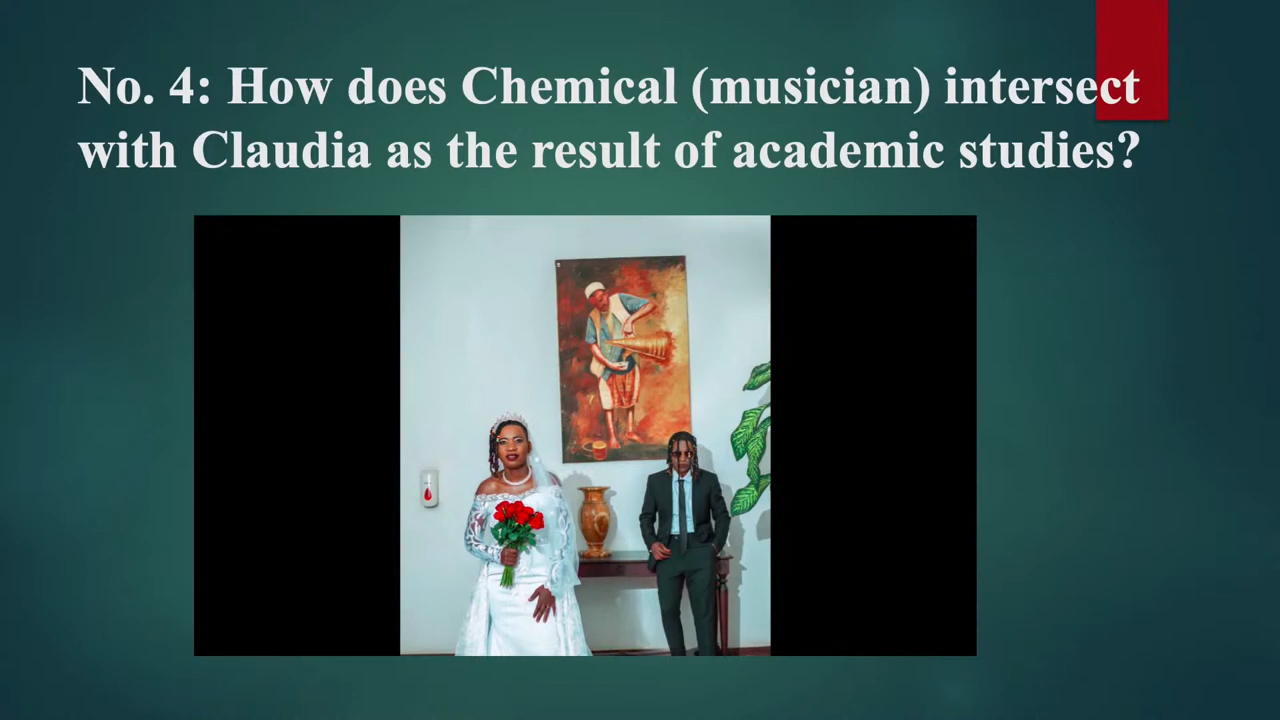 No. 4: How does Chemical (musician) intersect
with Claudia as the result of academic studies?